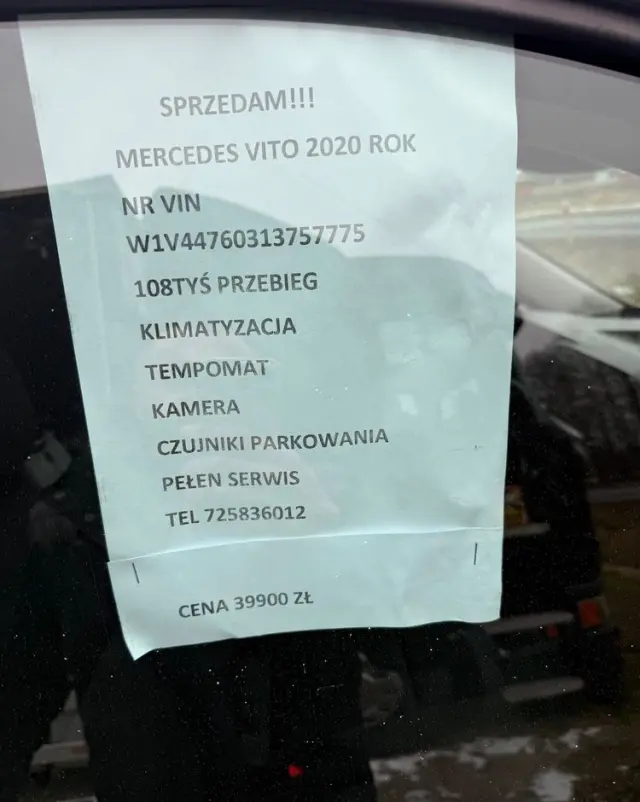 SPRZEDAM!!!
MERCEDES VITO 2020 ROK
NR VIN
W1V44760313757775
108TYŚ PRZEBIEG
KLIMATYZACJA
TEMPOMAT
KAMERA
CZUJNIKI PARKOWANIA
PEŁEN SERWIS
TEL 725836012
CENA 39900 ZŁ